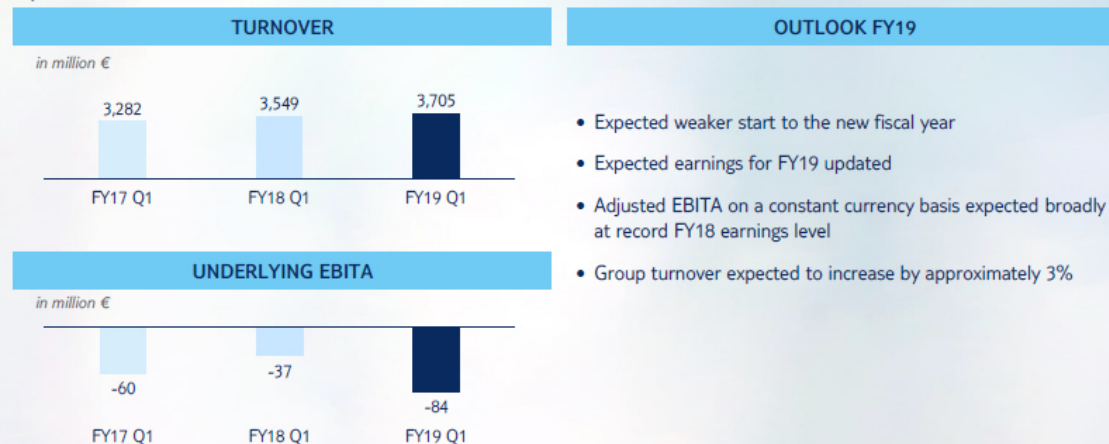 TURNOVER
in million €
3,282
3,549
3,705
FY17 Q1
FY18 Q1
FY19 Q1
UNDERLYING EBITA
in million €
-60
-37
-84
FY17 Q1
FY18 Q1
FY19 Q1
OUTLOOK FY19
• Expected weaker start to the new fiscal year
• Expected earnings for FY19 updated
• Adjusted EBITA on a constant currency basis expected broadly
at record FY18 earnings level
• Group turnover expected to increase by approximately 3%